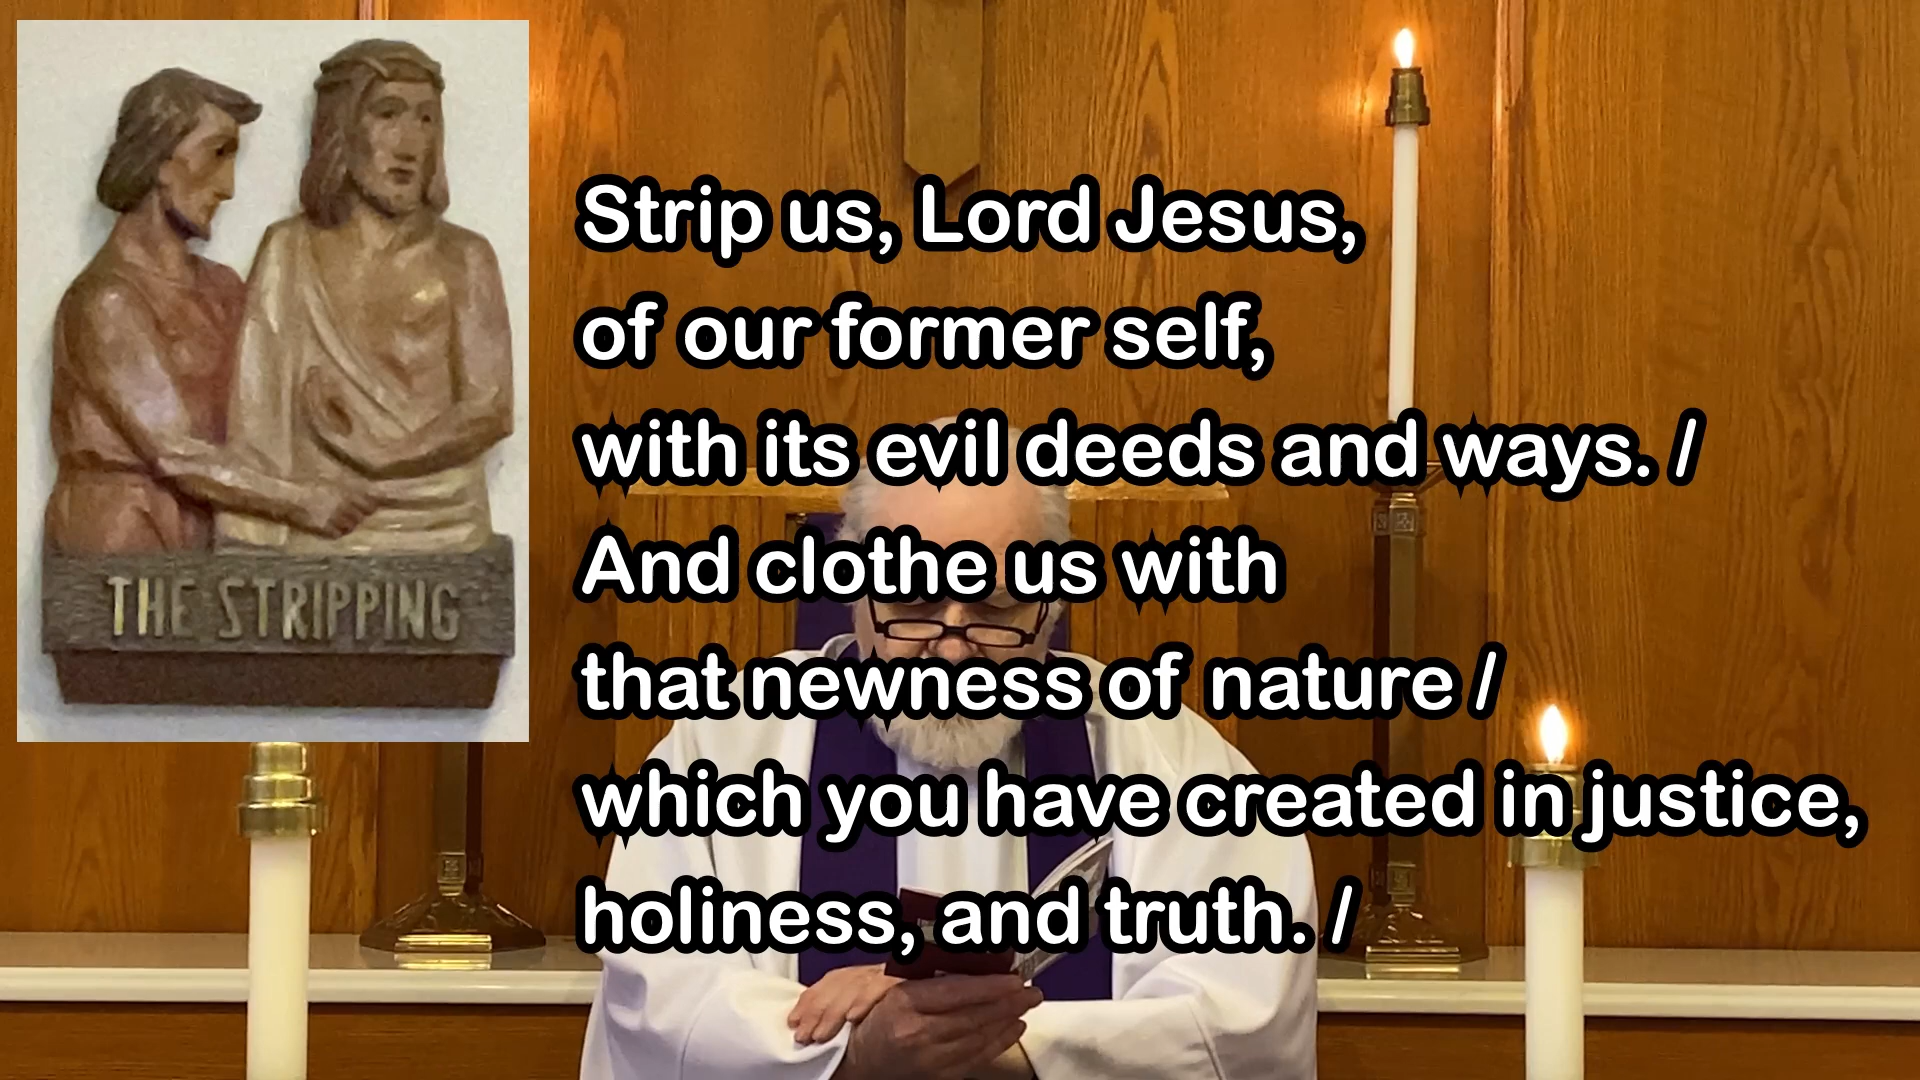 THE STRIPPING
Strip us, Lord Jesus,
of our former self,
with its evil deeds and ways. /
And clothe us with
that newness of nature /
which you have created in justice,
holiness, and truth. /